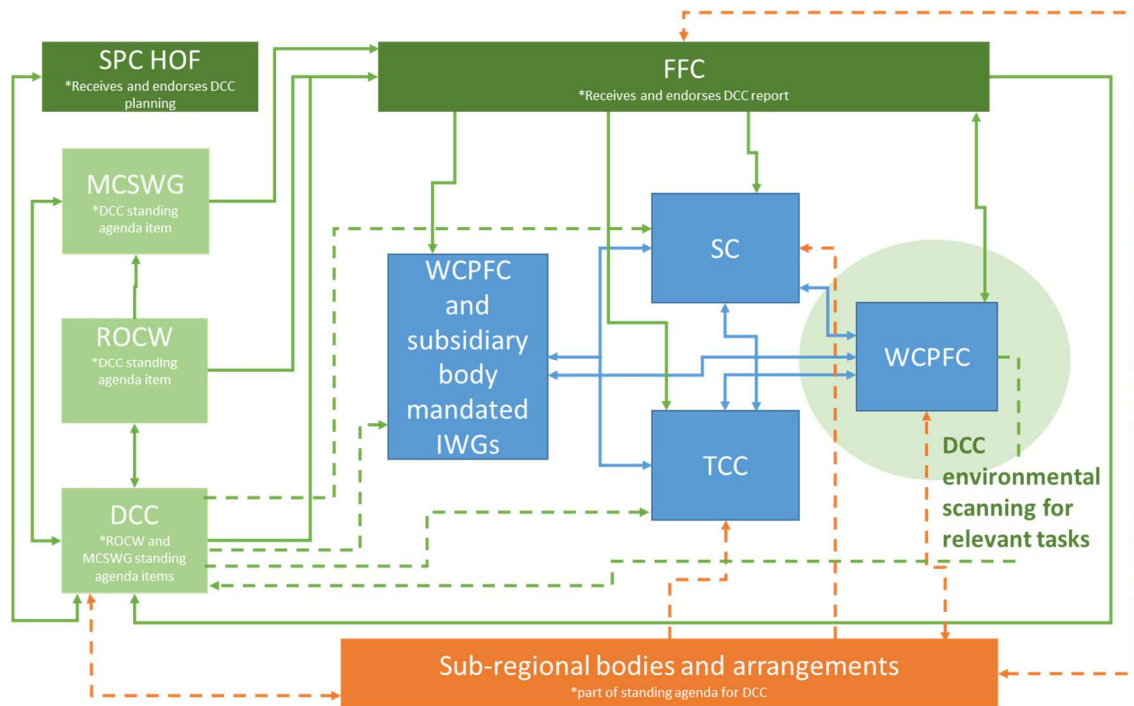 SPC HOF
*Receives and endorses DCC
planning
FFC
*Receives and endorses DCC report
MCSWG
*DCC standing
agenda item
ROCW
*DCC standing
agenda item
DCC
*ROCW and
MCSWG standing
agenda items
WCPFC
and
subsidiary
body
mandated
IWGs
SC
TCC
WCPFC
DCC
environmental
scanning for
relevant tasks
Sub-regional bodies and arrangements
*part of standing agenda for DCC